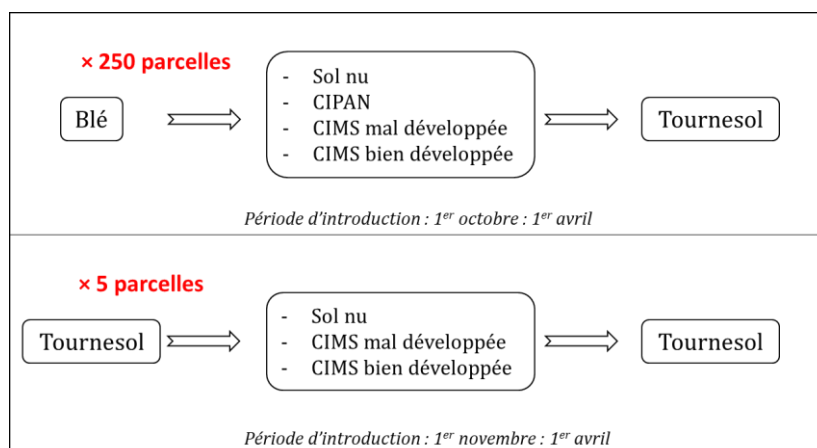 × 250 parcelles
Blé
- Sol nu
- CIPAN
- CIMS mal développée
- CIMS bien développée
Tournesol
Période d'introduction : 1er octobre : 1er avril
× 5 parcelles
Tournesol
- Sol nu
- CIMS mal développée
- CIMS bien développée
Tournesol
Période d'introduction : 1er novembre : 1er avril